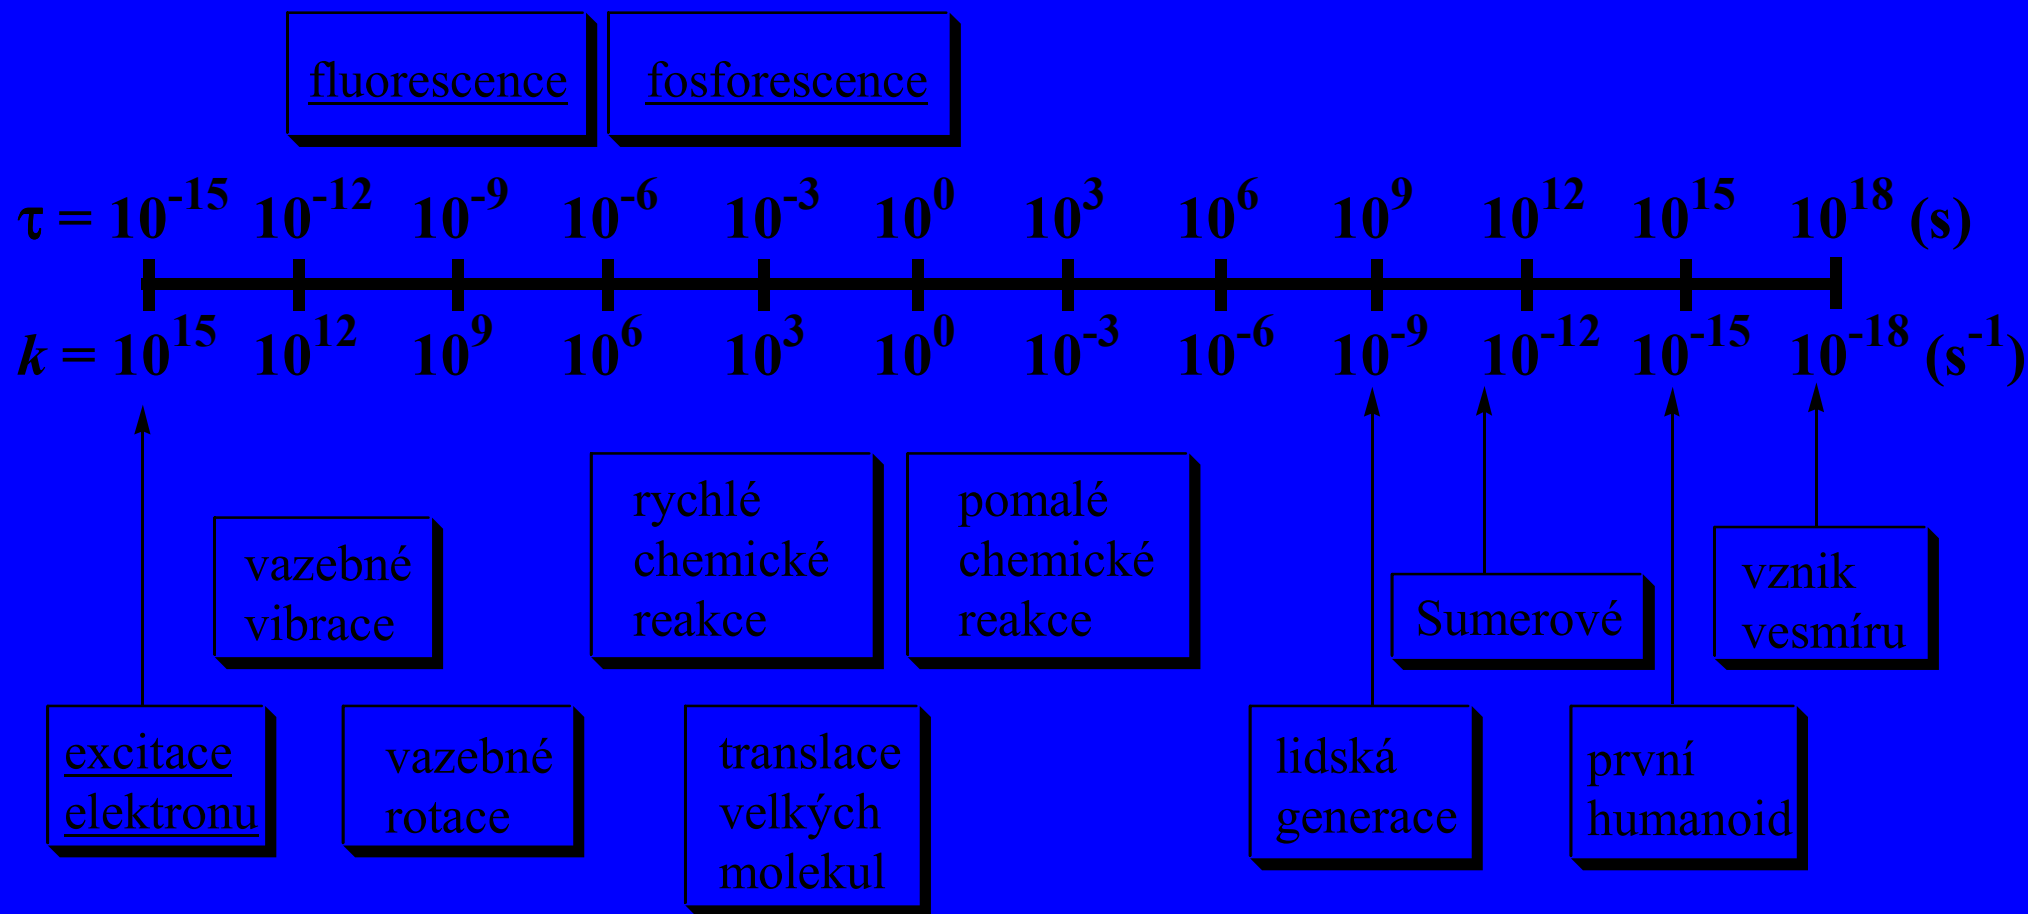 fluorescence
fosforescence
τ = 10⁻¹⁵ 10⁻¹² 10⁻⁹ 10⁻⁶ 10⁻³ 10⁰ 10³ 10⁶ 10⁹ 10¹² 10¹⁵ 10¹⁸ (s)
k = 10¹⁵ 10¹² 10⁹ 10⁶ 10³ 10⁰ 10⁻³ 10⁻⁶ 10⁻⁹ 10⁻¹² 10⁻¹⁵ 10⁻¹⁸ (s⁻¹)
vazebné
vibrace
rychlé
chemické
reakce
pomalé
chemické
reakce
Sumerové
vznik
vesmíru
excitace
elektronu
vazebné
rotace
translace
velkých
molekul
lidská
generace
první
humanoid